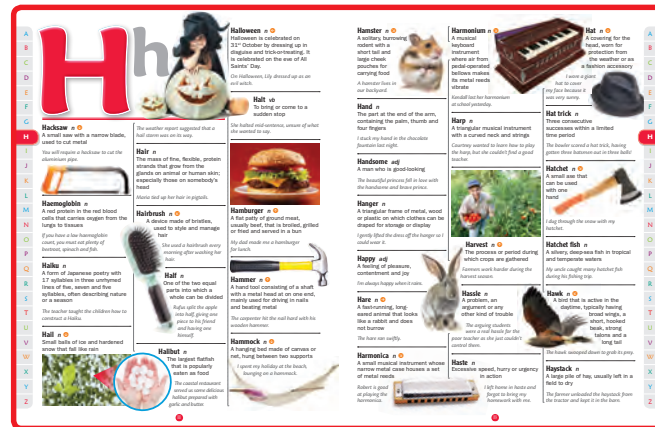 A
B
C
D
E
F
G
H
I
J
K
L
M
N
O
P
Q
R
S
T
U
V
W
X
Y
Z
H h
Hacksaw n
A small saw with a narrow blade,
used to cut metal
You will require a hacksaw to cut the
aluminium pipe.
Haemoglobin n
A red protein in the red blood
cells that carries oxygen from the
lungs to tissues
If you have a low haemoglobin
count, you must eat plenty of
beetroot, spinach and fish.
Haiku n
A form of Japanese poetry with
17 syllables in three unrhymed
lines of five, seven and five
syllables, often describing nature
or a season
The teacher taught the children how to
construct a Haiku.
Hail n
Small balls of ice and hardened
snow that fall like rain
The weather report suggested that a
hail storm was on its way.
Hair n
The mass of fine, flexible, protein
strands that grow from the
glands on animal or human skin;
especially those on somebody's
head
Mama tied up her hair in pigtails.
Hairbrush n
A device made of bristles,
used to style and manage
hair
She used a hairbrush every
morning after washing her
hair.
Half n
One of the two equal
parts into which a
whole can be divided
Rufus split the apple
into half, giving one
piece to his friend
and having one
himself.
Halibut n
The largest flatfish
that is popularly
eaten as food
The coastal restaurant
served us some delicious
halibut prepared with
garlic and butter.
Halloween n
Halloween is celebrated on
31st October by dressing up in
disguise and trick-or-treating. It
is celebrated on the eve of All
Saints' Day.
On Halloween, Lily dressed up as an
evil witch.
Halt vb
To bring or come to a
sudden stop
She halted mid-sentence, unsure of what
she wanted to say.
Hamburger n
A flat patty of ground meat,
usually beef, that is broiled, grilled
or fried and served in a bun
My dad made me a hamburger
for lunch.
Hammer n
A hand tool consisting of a shaft
with a metal head at on one end,
mainly used for driving in nails
and beating metal
The carpenter hit the nail hard with his
wooden hammer.
Hammock n
A hanging bed made of canvas or
net, hung between two supports
I spent my holiday at the beach,
lounging on a hammock.
Hamster n
A solitary, burrowing
rodent with a
short tail and
large cheek
pouches for
carrying food
A hamster lives in
our backyard.
Hand n
The part at the end of the arm,
containing the palm, thumb and
four fingers
I stuck my hand in the chocolate
fountain last night.
Handsome adj
A man who is good-looking
The beautiful princess fell in love with
the handsome and brave prince.
Hanger n
A triangular frame of metal, wood
or plastic on which clothes can be
draped for storage or display
I gently lifted the dress off the hanger so I
could wear it.
Happy adj
A feeling of pleasure,
contentment and joy
I'm always happy when it rains.
Hare n
A fast-running, long-
eared animal that looks
like a rabbit and does
not burrow
The hare ran swiftly.
Harmonica n
A small musical instrument whose
narrow metal case houses a set
of metal reeds
Robert is good
at playing the
harmonica.
Harmonium n
A musical
keyboard
instrument
where air from
pedal-operated
bellows makes
its metal reeds
vibrate
Kendall lost her harmonium
at school yesterday.
Harp n
A triangular musical instrument
with a curved neck and strings
Courtney wanted to learn how to play
the harp, but she couldn't find a good
teacher.
Harvest n
The process or period during
which crops are gathered
Farmers work harder during the
harvest season.
Hassle n
A problem, an
argument or any
other kind of trouble
The arguing students
were a real hassle for the
poor teacher as she just couldn't
control them.
Haste n
Excessive speed, hurry or urgency
in action
I left home in haste and
forgot to bring my
homework with me.
Hat n
A covering for the
head, worn for
protection from
the weather or as
a fashion accessory
I wore a giant
hat to cover
my face because it
was very sunny.
Hat trick n
Three consecutive
successes within a limited
time period
The bowler scored a hat trick, having
gotten three batsmen out in three balls!
Hatchet n
A small axe that
can be used
with one
hand
I dug through the snow with my
hatchet.
Hatchet fish n
A silvery, deep-sea fish in tropical
and temperate waters
My uncle caught many hatchet fish
during his fishing trip.
Hawk n
A bird that is active in the
daytime, typically having
broad wings, a
short, hooked
beak, strong
talons and a
long tail
The hawk swooped down to grab its prey.
Haystack n
A large pile of hay, usually left in a
field to dry
The farmer unloaded the haystack from
the tractor and kept it in the barn.
A
B
C
D
E
F
G
H
I
J
K
L
M
N
O
P
Q
R
S
T
U
V
W
X
Y
Z